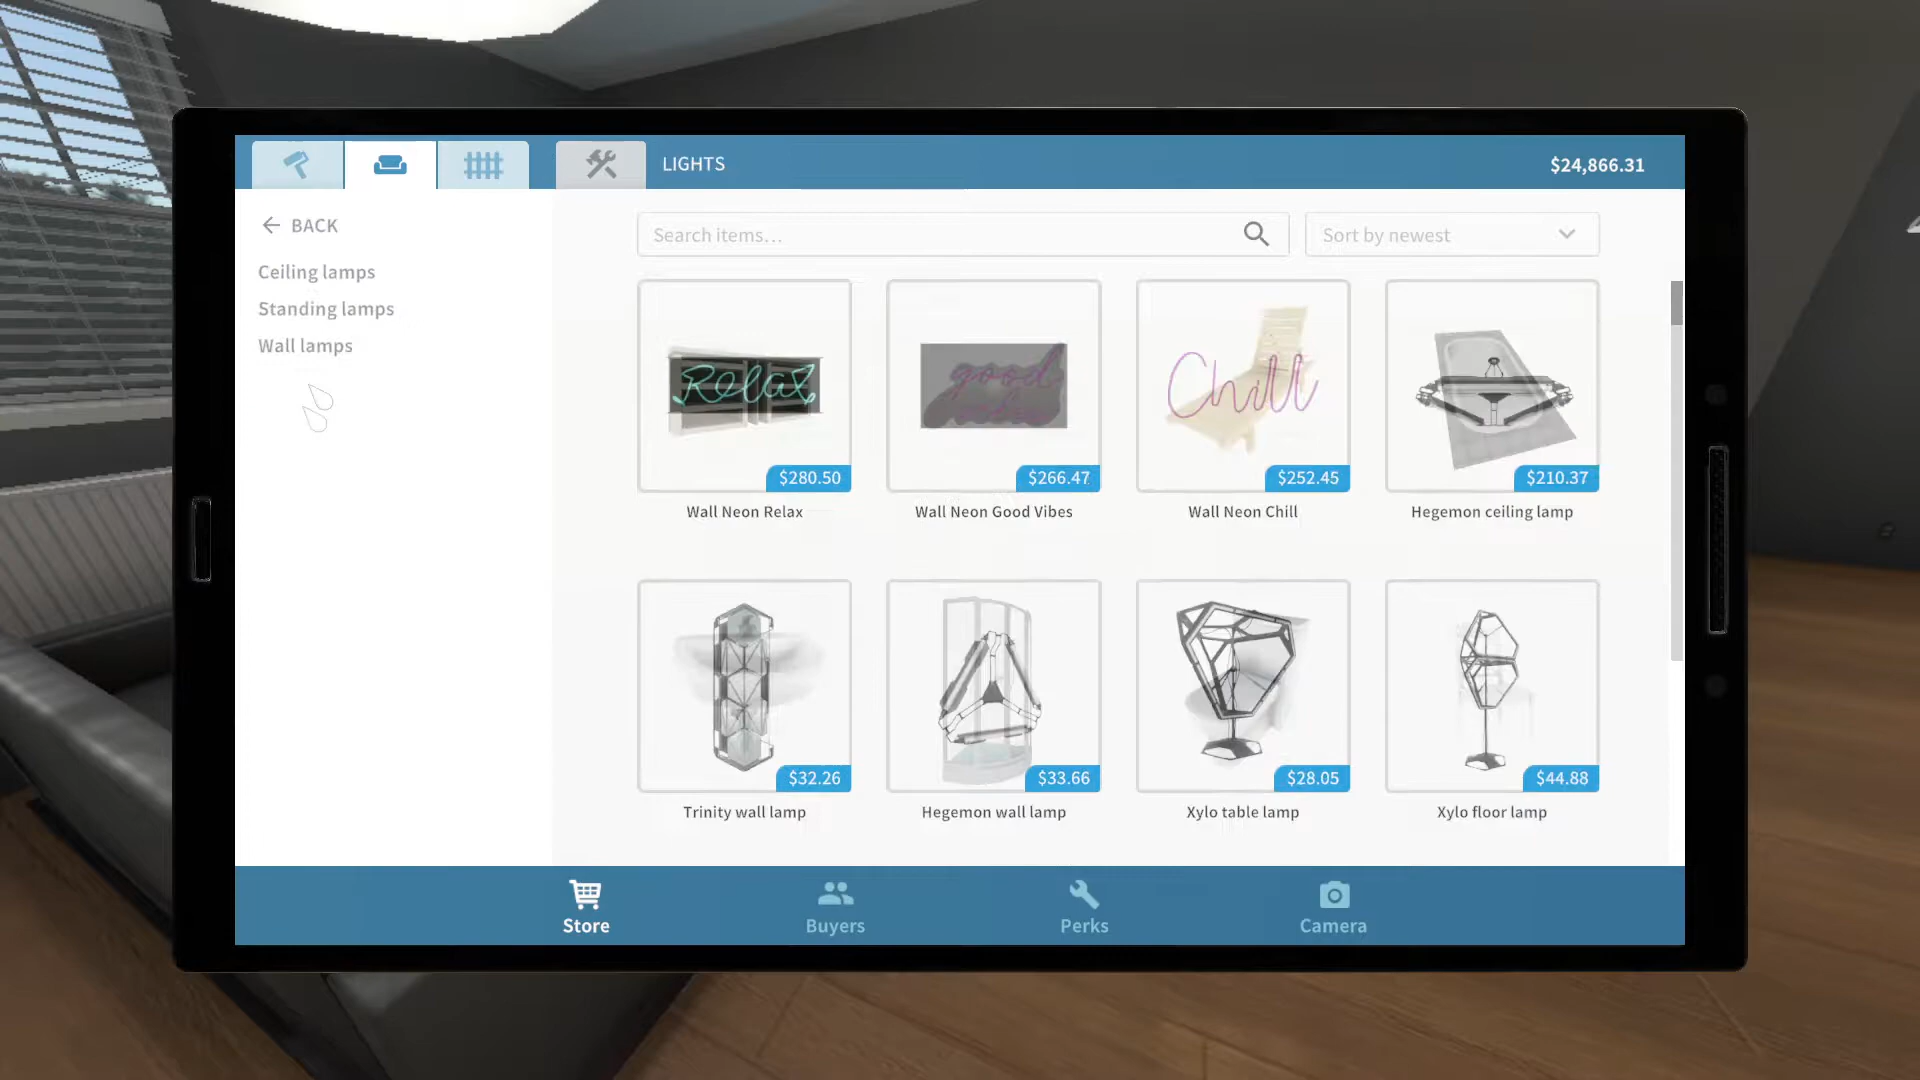 LIGHTS
$24,866.31
BACK
Search items...
Sort by newest
Ceiling lamps
Standing lamps
Wall lamps
Relax
good
Chill
$280.50
$266.47
$252.45
$210.37
Wall Neon Relax
Wall Neon Good Vibes
Wall Neon Chill
Hegemon ceiling lamp
$32.26
$33.66
$28.05
$44.88
Trinity wall lamp
Hegemon wall lamp
Xylo table lamp
Xylo floor lamp
Store
Buyers
Perks
Camera